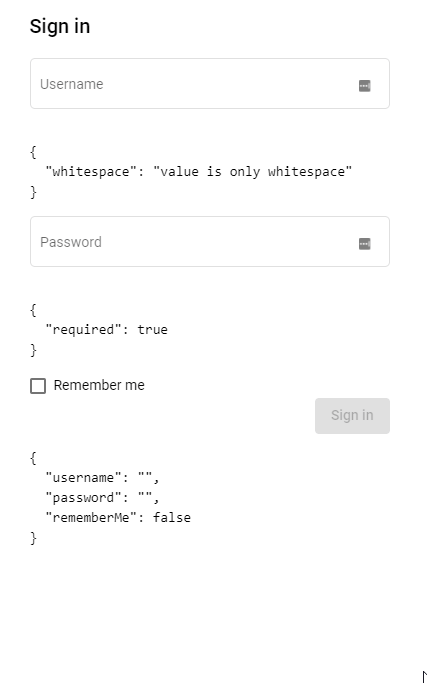 Sign in
Username
{
  "whitespace": "value is only whitespace"
}
Password
{
  "required": true
}
Remember me
Sign in
{
  "username": "",
  "password": "",
  "rememberMe": false
}